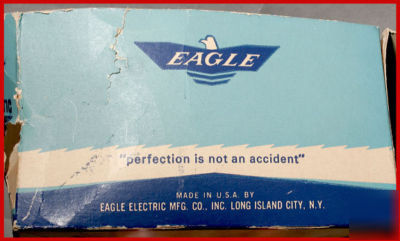 EAGLE
"perfection is not an accident"
MADE IN U.S.A. BY
EAGLE ELECTRIC MFG. CO., INC. LONG ISLAND CITY, N.Y.